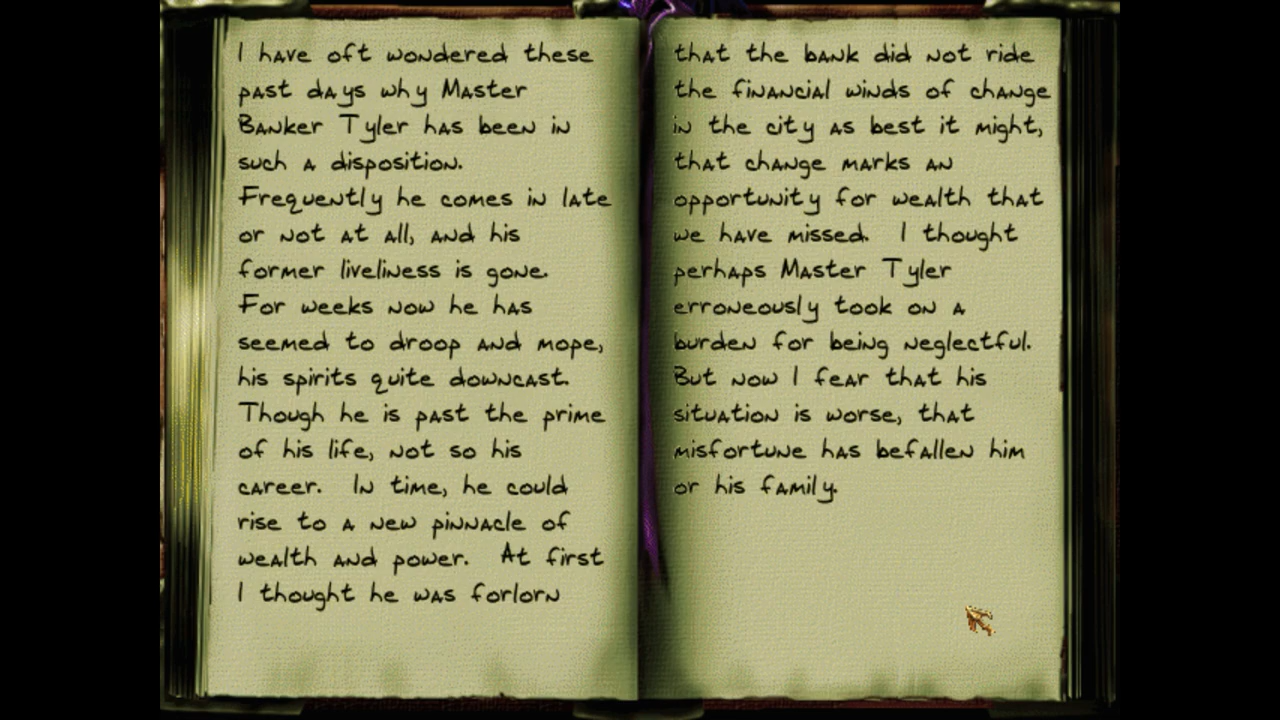 I have oft wondered these
past days why Master
Banker Tyler has been in
such a disposition.
Frequently he comes in late
or not at all, and his
former liveliness is gone.
For weeks now he has
seemed to droop and mope,
his spirits quite downcast.
Though he is past the prime
of his life, not so his
career.  In time, he could
rise to a new pinnacle of
wealth and power.  At first
I thought he was forlorn
that the bank did not ride
the financial winds of change
in the city as best it might,
that change marks an
opportunity for wealth that
we have missed.  I thought
perhaps Master Tyler
erroneously took on a
burden for being neglectful.
But now I fear that his
situation is worse, that
misfortune has befallen him
or his family.